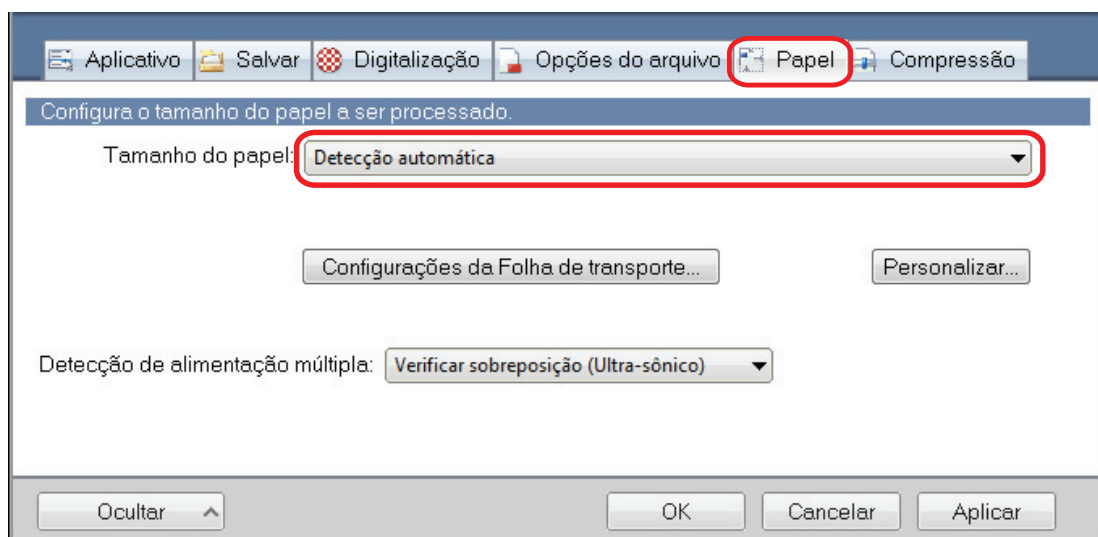 Aplicativo Salvar Digitalização Opções do arquivo Papel Compressão
Configura o tamanho do papel a ser processado.
Tamanho do papel: Detecção automática
Configurações da Folha de transporte... Personalizar...
Detecção de alimentação múltipla: Verificar sobreposição (Ultra-sônico)
Ocultar OK Cancelar Aplicar